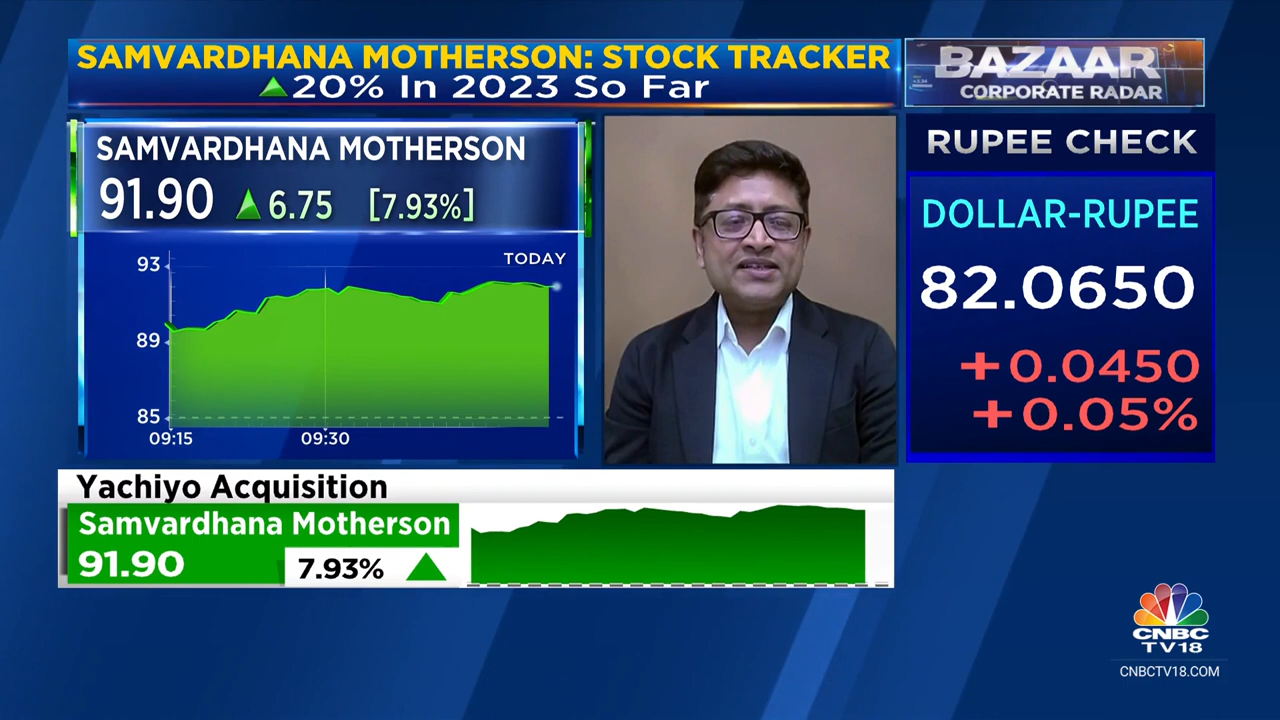 SAMVARDHANA MOTHERSON: STOCK TRACKER
▲20% In 2023 So Far
BAZAAR
CORPORATE RADAR
SAMVARDHANA MOTHERSON
91.90 ▲ 6.75 [7.93%]
TODAY
93
89
85
09:15 09:30
RUPEE CHECK
DOLLAR-RUPEE
82.0650
+0.0450
+0.05%
Yachiyo Acquisition
Samvardhana Motherson
91.90 7.93% ▲
CNBC
TV18
CNBCTV18.COM